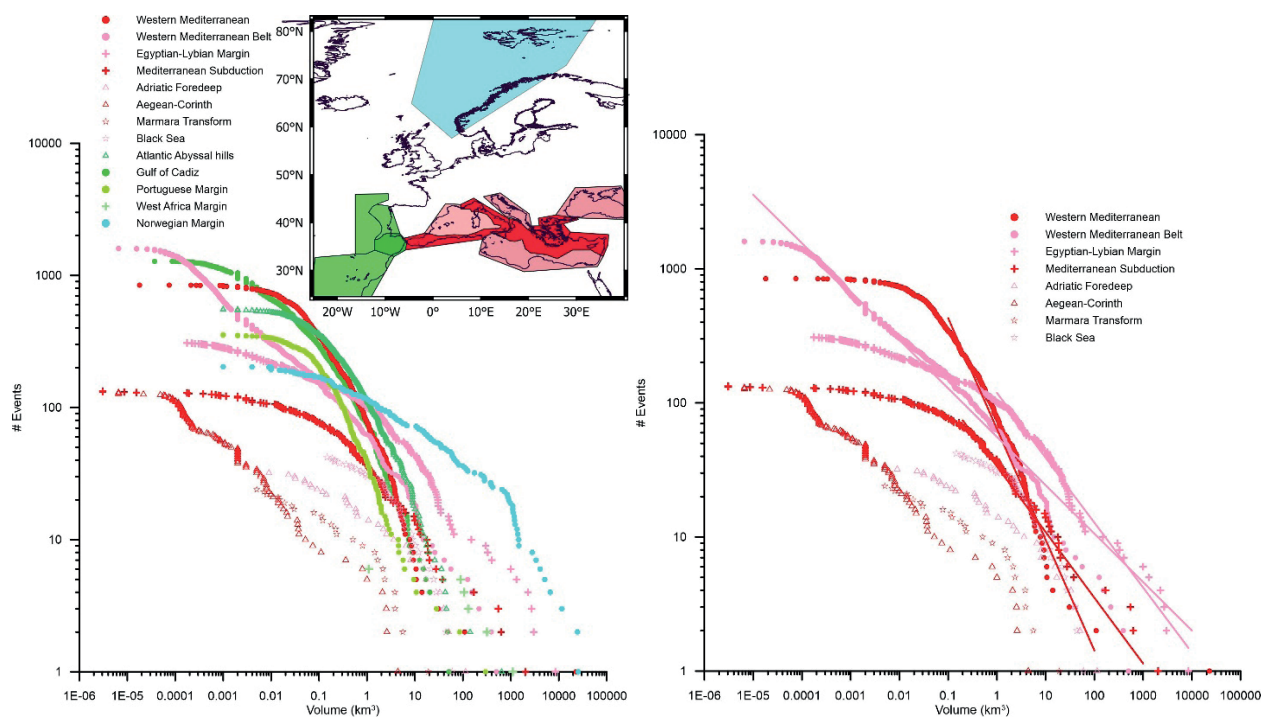 Western Mediterranean
Western Mediterranean Belt
Egyptian-Lybian Margin
Mediterranean Subduction
Adriatic Foredeep
Aegean-Corinth
Marmara Transform
Black Sea
Atlantic Abyssal hills
Gulf of Cadiz
Portuguese Margin
West Africa Margin
Norwegian Margin
80°N
70°N
60°N
50°N
40°N
30°N
20°W 10°W 0°E 10°E 20°E 30°E
10000
1000
100
10
1
# Events
1E-06 1E-05 0.0001 0.001 0.01 0.1 1 10 100 1000 10000 100000
Volume (km³)
Western Mediterranean
Western Mediterranean Belt
Egyptian-Lybian Margin
Mediterranean Subduction
Adriatic Foredeep
Aegean-Corinth
Marmara Transform
Black Sea
10000
1000
100
10
1
# Events
1E-06 1E-05 0.0001 0.001 0.01 0.1 1 10 100 1000 10000 100000
Volume (km³)